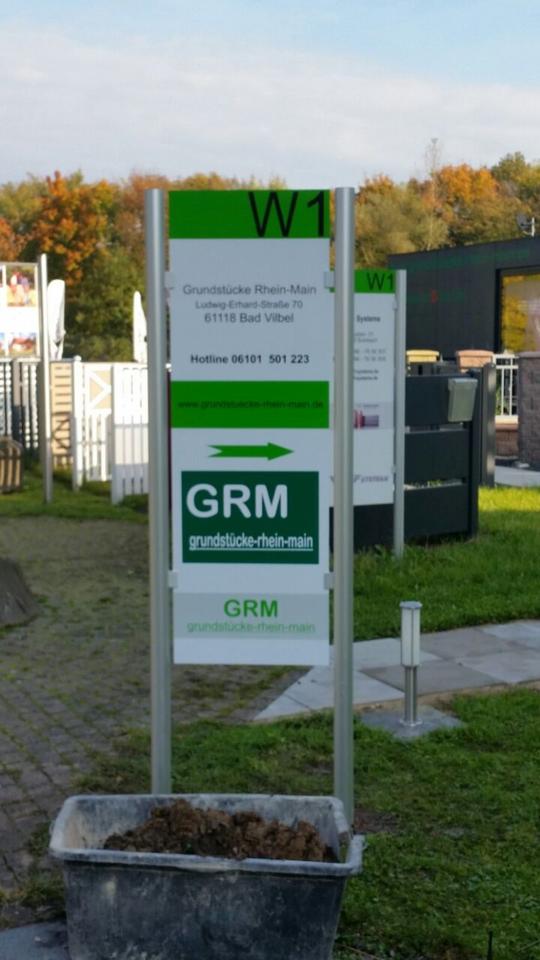 W1
Grundstücke Rhein-Main
Ludwig-Erhard-Straße 70
61118 Bad Vilbel
Hotline 06101 501 223
www.grundstuecke-rhein-main.de
GRM
grundstücke-rhein-main
GRM
grundstücke-rhein-main
W1
Systems